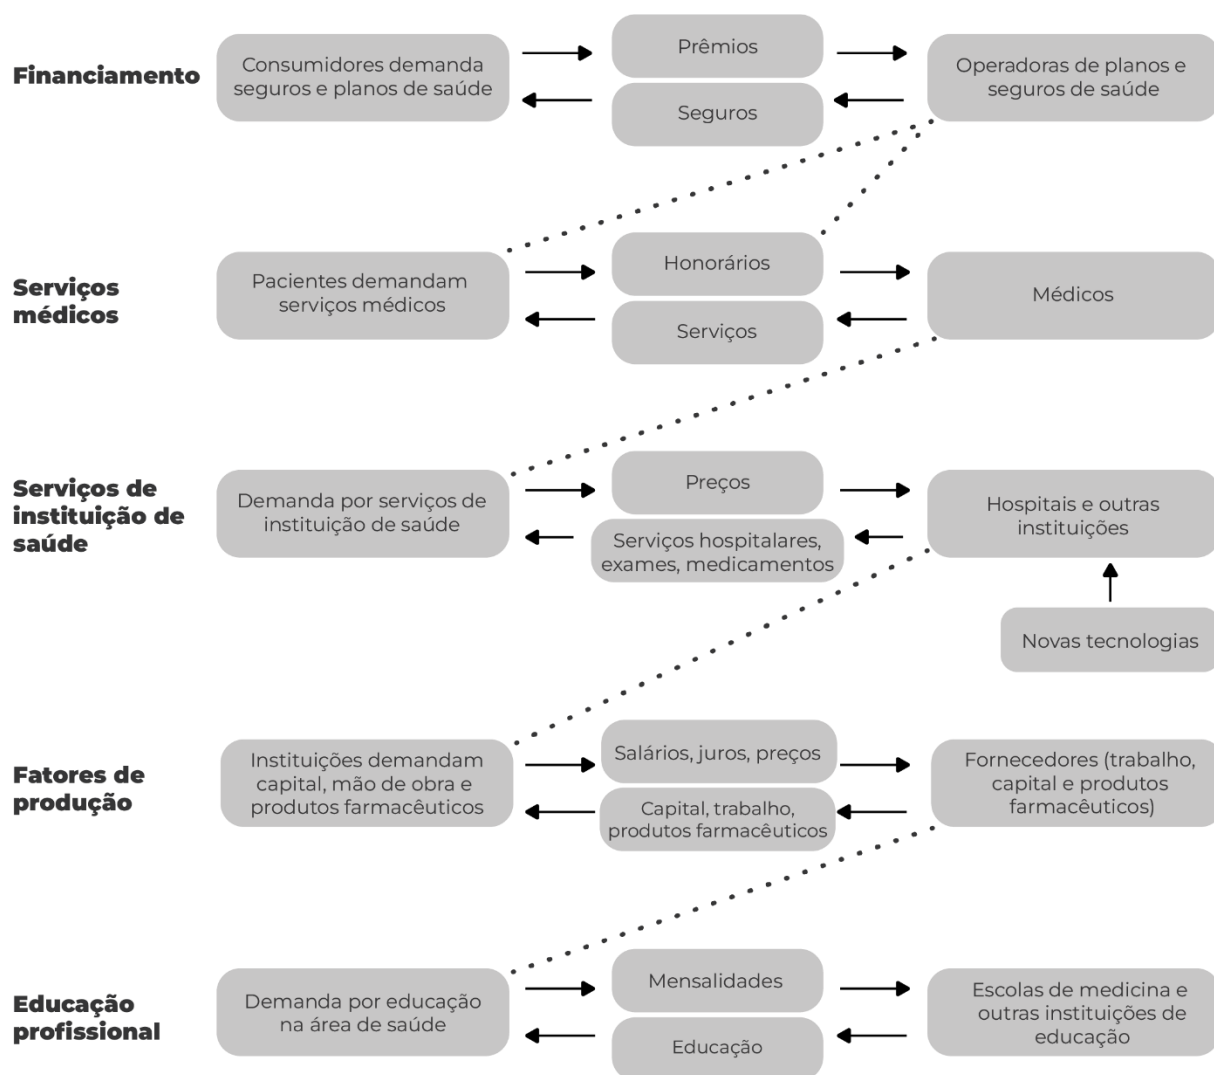 Financiamento
Consumidores demanda
seguros e planos de saúde
Prêmios
Seguros
Operadoras de planos e
seguros de saúde
Serviços
médicos
Pacientes demandam
serviços médicos
Honorários
Serviços
Médicos
Serviços de
instituição de
saúde
Demanda por serviços de
instituição de saúde
Preços
Serviços hospitalares,
exames, medicamentos
Hospitais e outras
instituições
Novas tecnologias
Fatores de
produção
Instituições demandam
capital, mão de obra e
produtos farmacêuticos
Salários, juros, preços
Capital, trabalho,
produtos farmacêuticos
Fornecedores (trabalho,
capital e produtos
farmacêuticos)
Educação
profissional
Demanda por educação
na área de saúde
Mensalidades
Educação
Escolas de medicina e
outras instituições de
educação